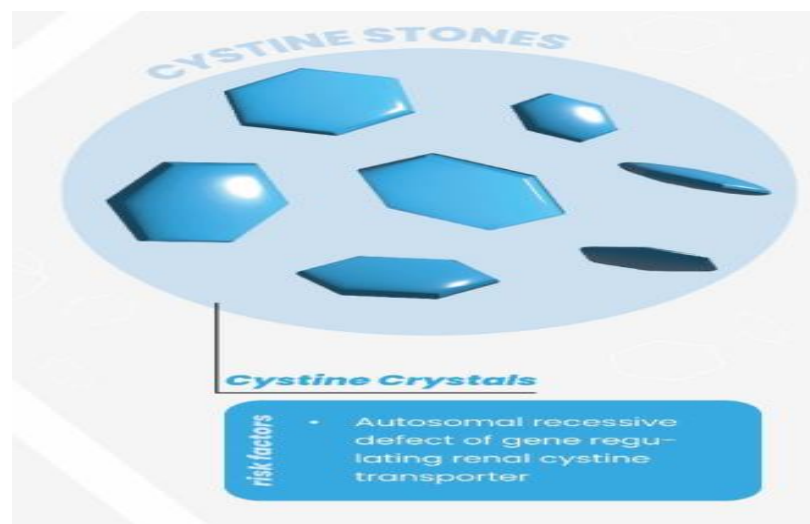 CYSTINE STONES
Cystine Crystals
risk factors
• Autosomal recessive
defect of gene regu-
lating renal cystine
transporter